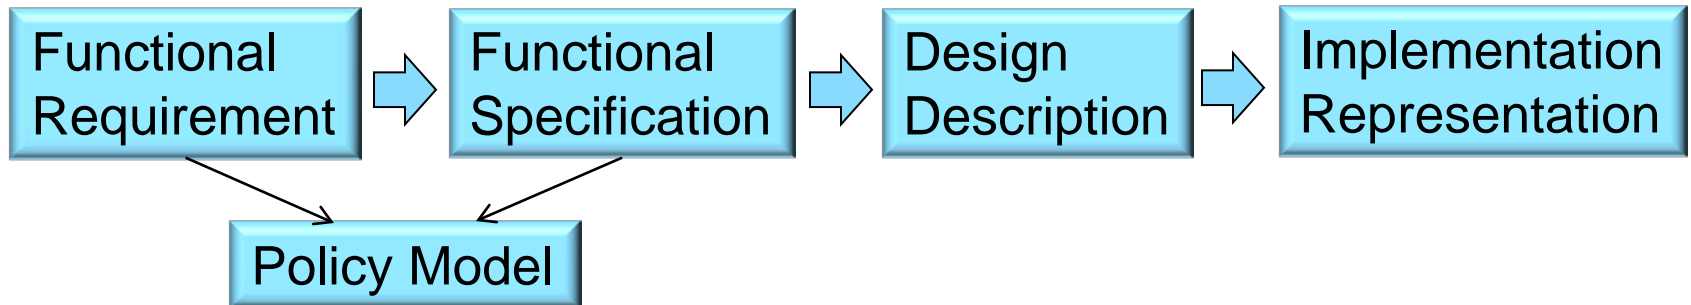 Functional
Requirement
Functional
Specification
Design
Description
Implementation
Representation
Policy Model